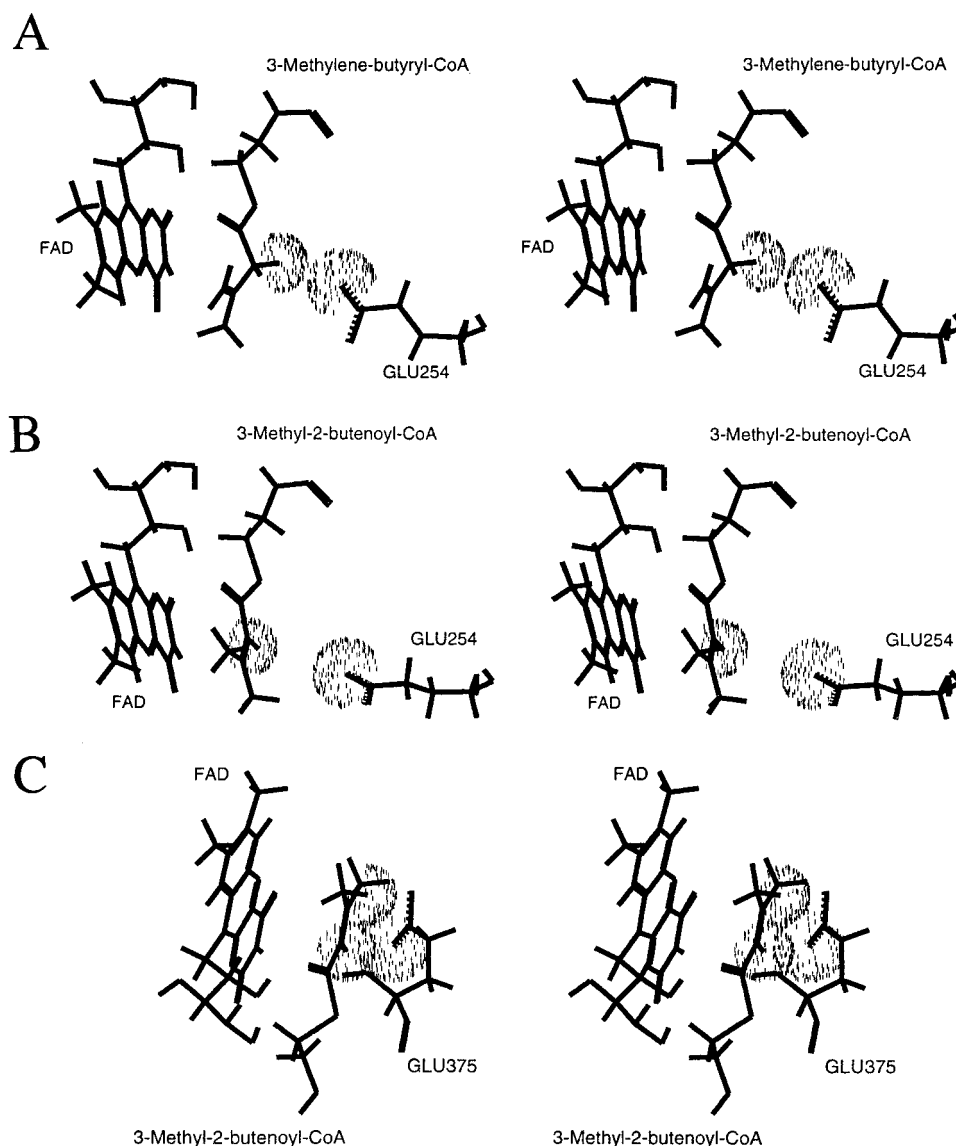 A
3-Methylene-butyryl-CoA
3-Methylene-butyryl-CoA
FAD
FAD
GLU254
GLU254
B
3-Methyl-2-butenoyl-CoA
3-Methyl-2-butenoyl-CoA
GLU254
GLU254
FAD
FAD
C
FAD
FAD
GLU375
GLU375
3-Methyl-2-butenoyl-CoA
3-Methyl-2-butenoyl-CoA